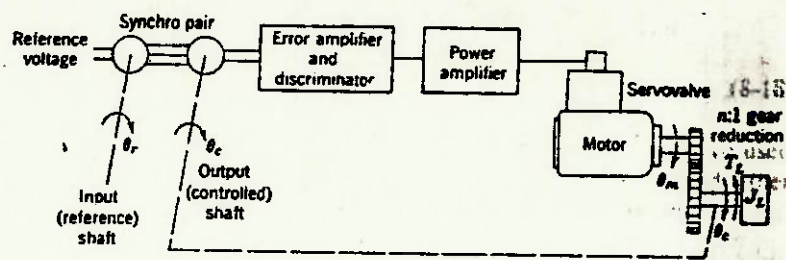 Synchro pair
Reference
voltage
Error amplifier
and
discriminator
Power
amplifier
Servovalve
Motor
n:1 gear
reduction
θr
θc
θm
TL
JL
θc
Input
(reference)
shaft
Output
(controlled)
shaft